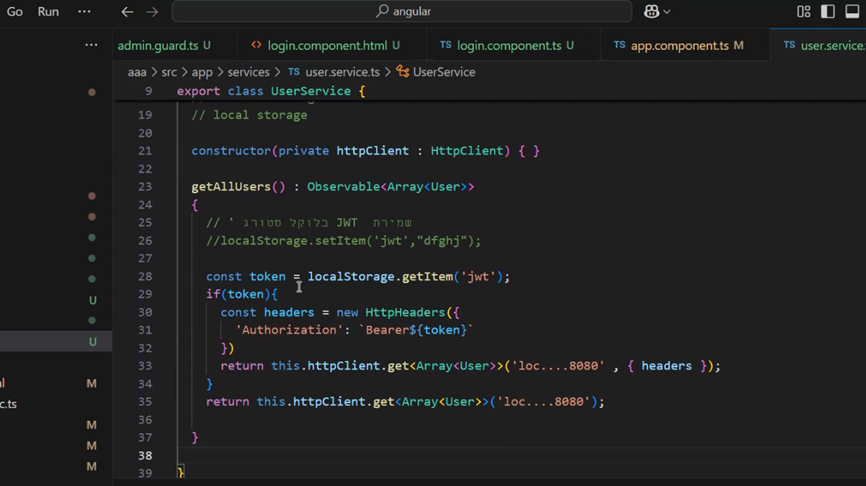 Go Run angular
admin.guard.ts U login.component.html U login.component.ts U app.component.ts M user.service.
aaa > src > app > services > user.service.ts > UserService
9 export class UserService {
19 // local storage
20
21 constructor(private httpClient : HttpClient) { }
22
23 getAllUsers() : Observable<Array<User>>
24 {
25 // שמירת JWT בלוקל סטורג '
26 //localStorage.setItem('jwt',"dfghj");
27
28 const token = localStorage.getItem('jwt');
29 if(token){
30 const headers = new HttpHeaders({
31 'Authorization': `Bearer${token}`
32 })
33 return this.httpClient.get<Array<User>>('loc....8080' , { headers });
34 }
35 return this.httpClient.get<Array<User>>('loc....8080');
36
37 }
38
39 }
U
U
l M
c.ts
M
M
M